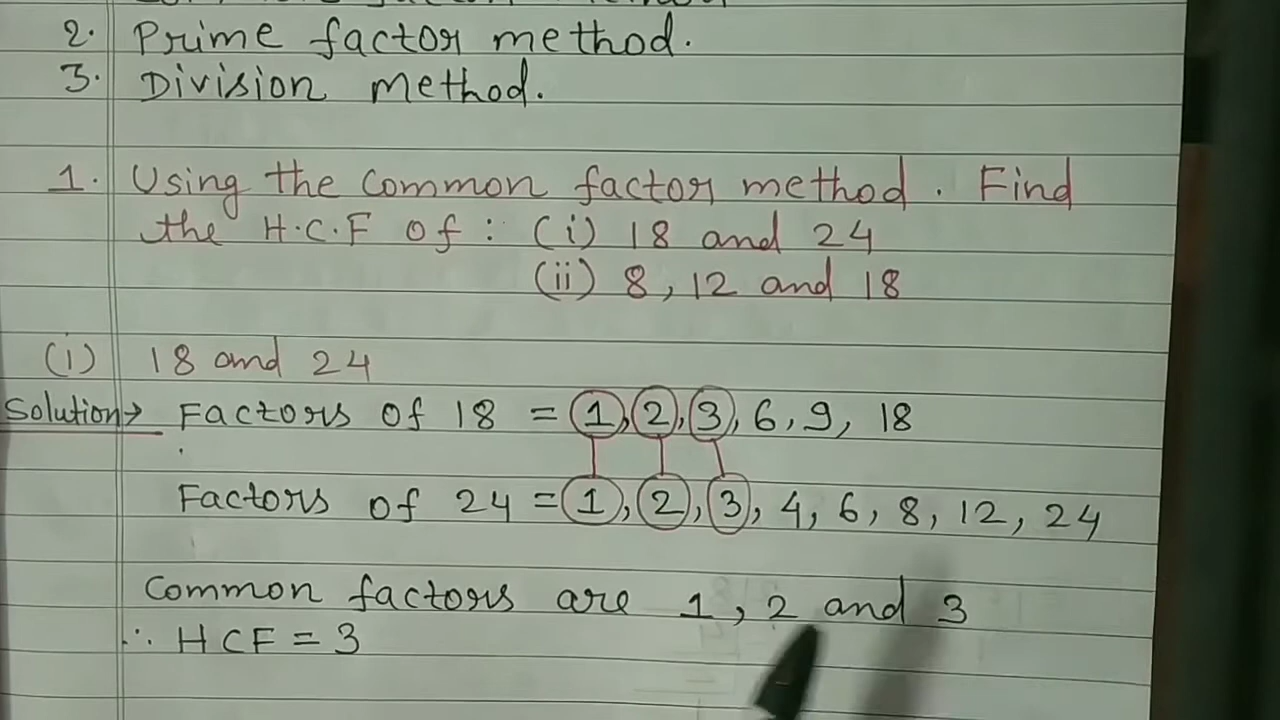 2. Prime factor method.
3. Division method.
1. Using the common factor method. Find
the H.C.F of : (i) 18 and 24
(ii) 8, 12 and 18
(i) 18 and 24
Solution→ Factors of 18 = 1, 2, 3, 6, 9, 18
Factors of 24 = 1, 2, 3, 4, 6, 8, 12, 24
Common factors are 1, 2 and 3
∴ HCF = 3